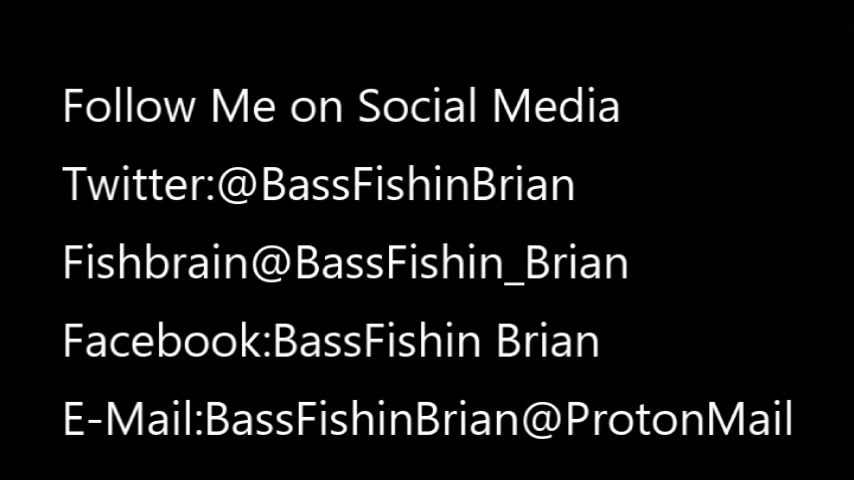 Follow Me on Social Media
Twitter:@BassFishinBrian
Fishbrain@BassFishin_Brian
Facebook:BassFishin Brian
E-Mail:BassFishinBrian@ProtonMail